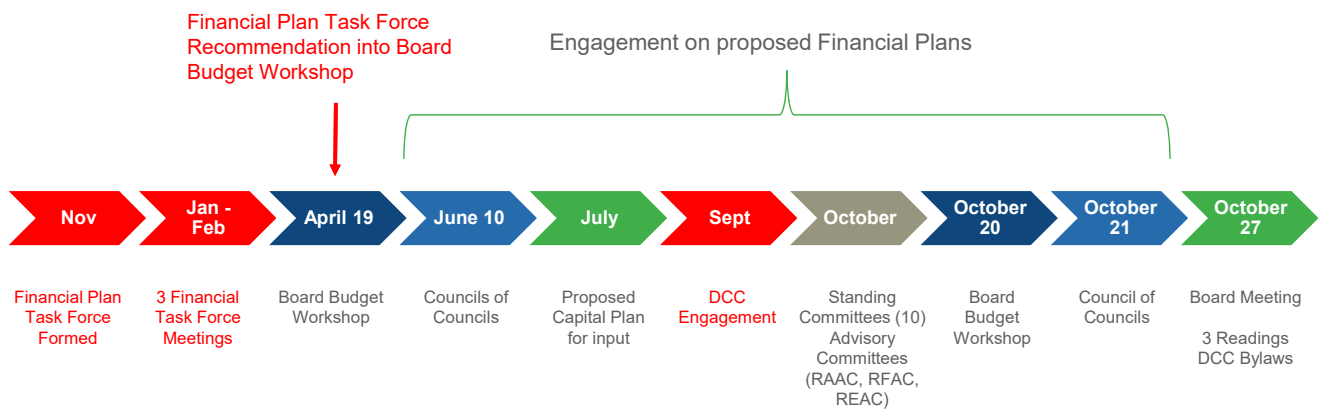 Financial Plan Task Force
Recommendation into Board
Budget Workshop
Engagement on proposed Financial Plans
Nov
Jan -
Feb
April 19
June 10
July
Sept
October
October
20
October
21
October
27
Financial Plan
Task Force
Formed
3 Financial
Task Force
Meetings
Board Budget
Workshop
Councils of
Councils
Proposed
Capital Plan
for input
DCC
Engagement
Standing
Committees (10)
Advisory
Committees
(RAAC, RFAC,
REAC)
Board
Budget
Workshop
Council of
Councils
Board Meeting
3 Readings
DCC Bylaws